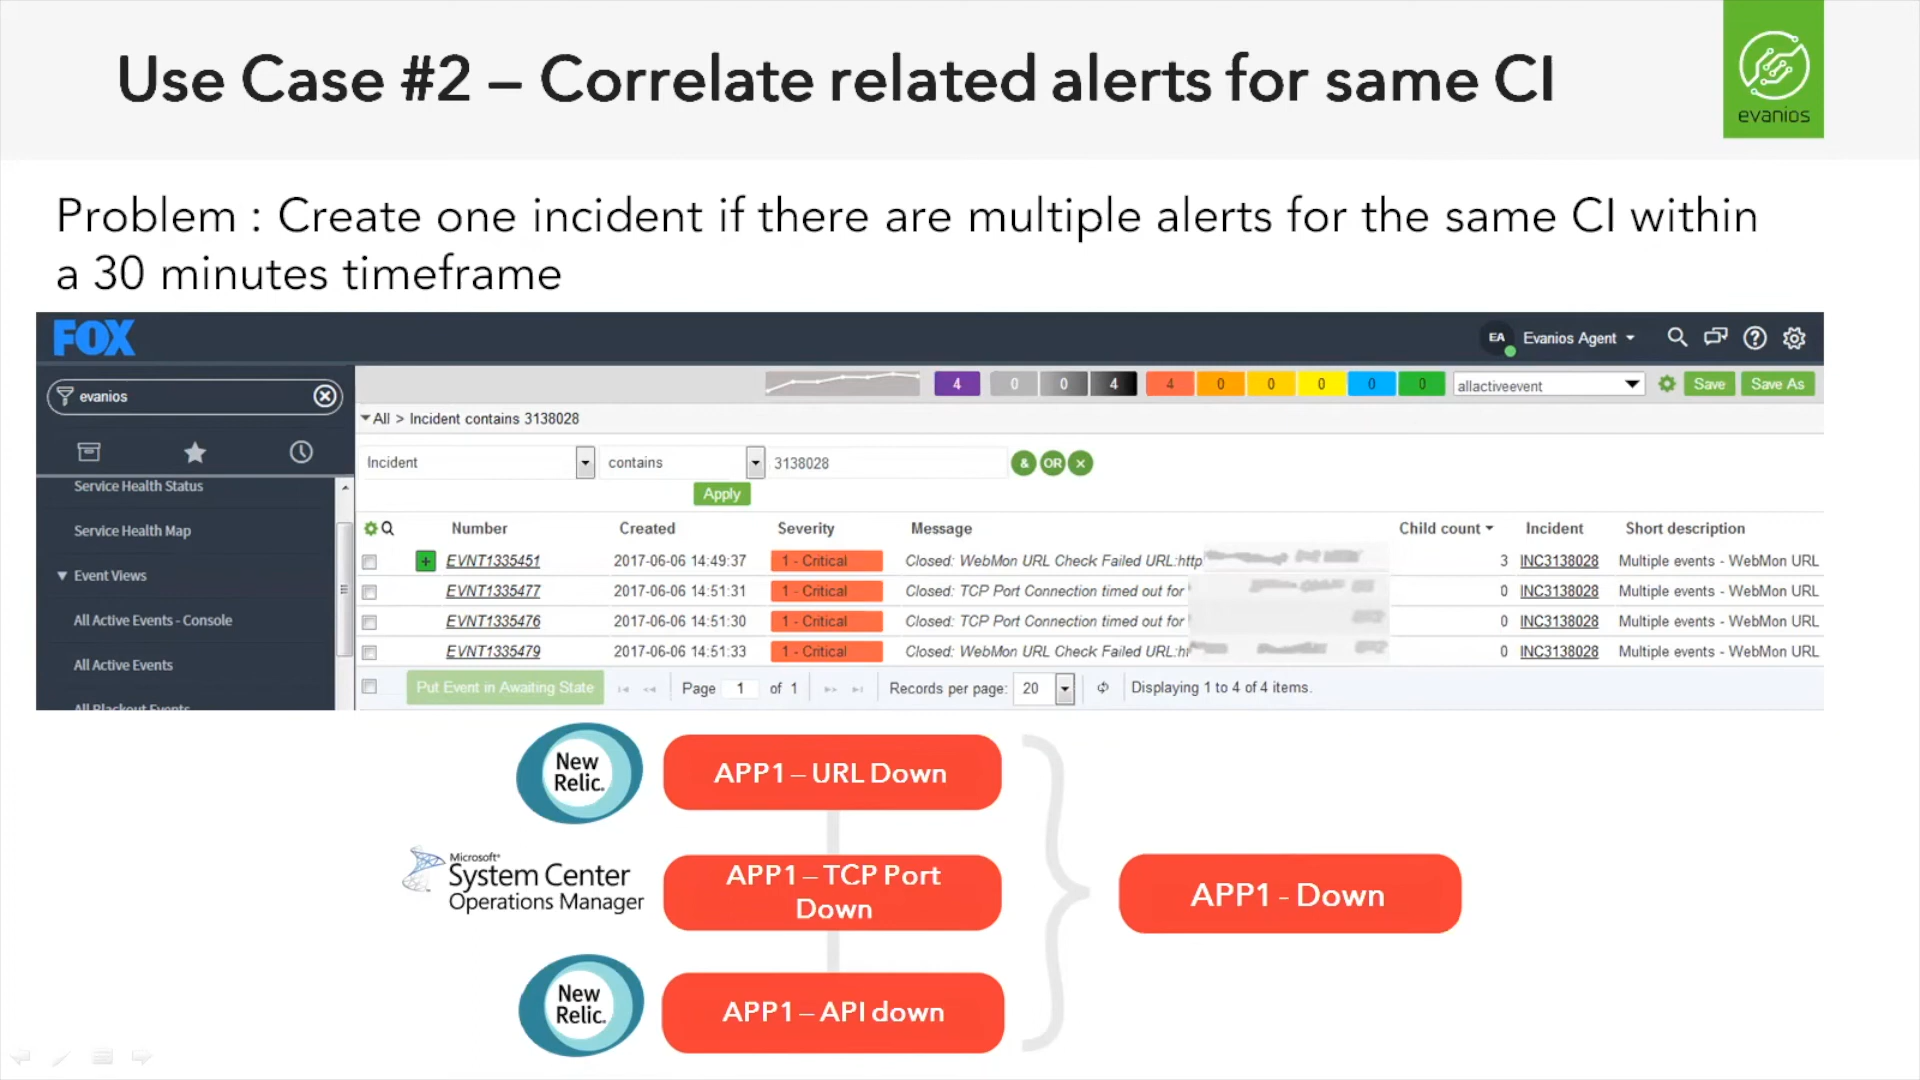 Use Case #2 – Correlate related alerts for same CI
evanios
Problem : Create one incident if there are multiple alerts for the same CI within
a 30 minutes timeframe
FOX
EA Evanios Agent
evanios
4 0 0 4 4 0 0 0 0 0 allactiveevent Save Save As
All > Incident contains 3138028
Incident contains 3138028 & OR ×
Apply
Service Health Status
Service Health Map
Event Views
All Active Events - Console
All Active Events
All Blackout Events
Number Created Severity Message Child count Incident Short description
EVNT1335451 2017-06-06 14:49:37 1 - Critical Closed: WebMon URL Check Failed URL:http 3 INC3138028 Multiple events - WebMon URL
EVNT1335477 2017-06-06 14:51:31 1 - Critical Closed: TCP Port Connection timed out for 0 INC3138028 Multiple events - WebMon URL
EVNT1335476 2017-06-06 14:51:30 1 - Critical Closed: TCP Port Connection timed out for 0 INC3138028 Multiple events - WebMon URL
EVNT1335479 2017-06-06 14:51:33 1 - Critical Closed: WebMon URL Check Failed URL:ht 0 INC3138028 Multiple events - WebMon URL
Put Event in Awaiting State Page 1 of 1 Records per page: 20 Displaying 1 to 4 of 4 items.
New
Relic.
APP1 – URL Down
Microsoft®
System Center
Operations Manager
APP1 – TCP Port
Down
APP1 - Down
New
Relic.
APP1 – API down